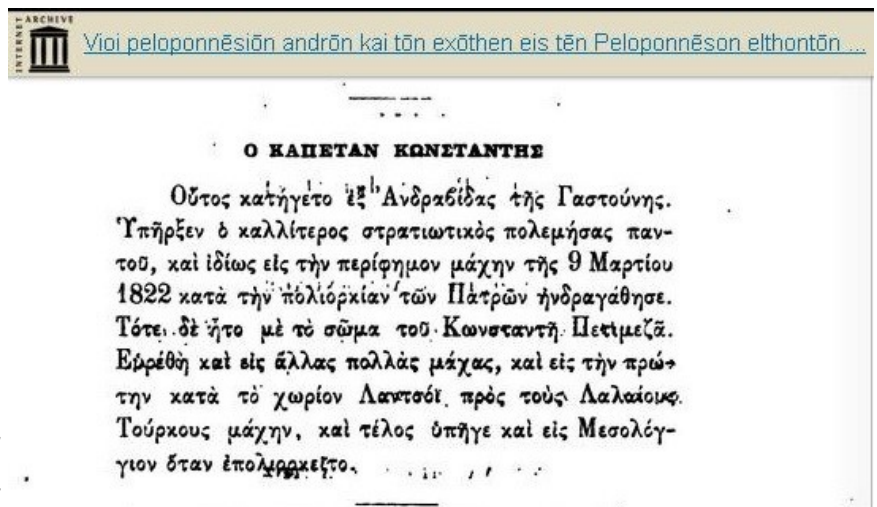 INTERNET ARCHIVE
Vioi peloponnēsiōn andrōn kai tōn exōthen eis tēn Peloponnēson elthontōn ...
Ο ΚΑΠΕΤΑΝ ΚΩΝΣΤΑΝΤΗΣ
Οὗτος κατήγετο ἐξ Ἀνδραβίδας τῆς Γαστούνης.
Ὑπῆρξεν ὁ καλλίτερος στρατιωτικὸς πολεμήσας παν-
τοῦ, καὶ ἰδίως εἰς τὴν περίφημον μάχην τῆς 9 Μαρτίου
1822 κατὰ τὴν πολιορκίαν τῶν Πατρῶν ἠνδραγάθησε.
Τότε δὲ ἦτο μὲ τὸ σῶμα τοῦ Κωνσταντῆ Πετιμεζᾶ.
Εὑρέθη καὶ εἰς ἄλλας πολλὰς μάχας, καὶ εἰς τὴν πρώ-
την κατὰ τὸ χωρίον Λαντσόϊ πρὸς τοὺς Λαλαίους
Τούρκους μάχην, καὶ τέλος ὑπῆγε καὶ εἰς Μεσολόγ-
γιον ὅταν ἐπολιορκεῖτο.